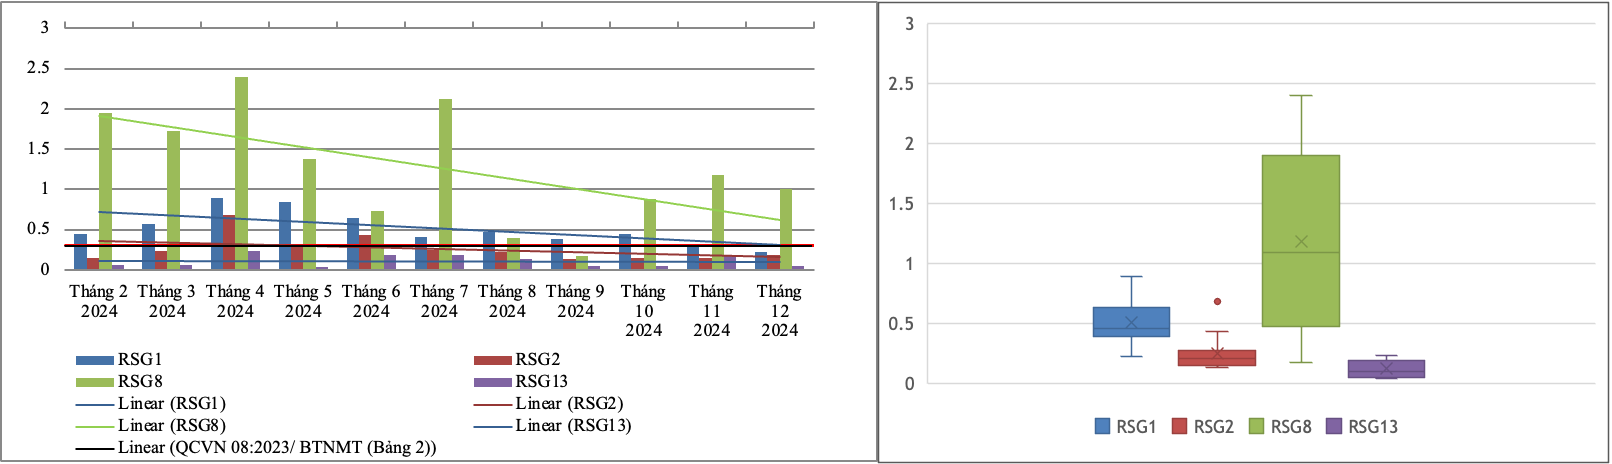 3
2.5
2
1.5
1
0.5
0
Tháng 2 Tháng 3 Tháng 4 Tháng 5 Tháng 6 Tháng 7 Tháng 8 Tháng 9 Tháng Tháng Tháng
2024 2024 2024 2024 2024 2024 2024 2024 10 11 12
2024 2024 2024
RSG1 RSG2
RSG8 RSG13
Linear (RSG1) Linear (RSG2)
Linear (RSG8) Linear (RSG13)
Linear (QCVN 08:2023/ BTNMT (Bảng 2))
3
2.5
2
1.5
1
0.5
0
RSG1 RSG2 RSG8 RSG13